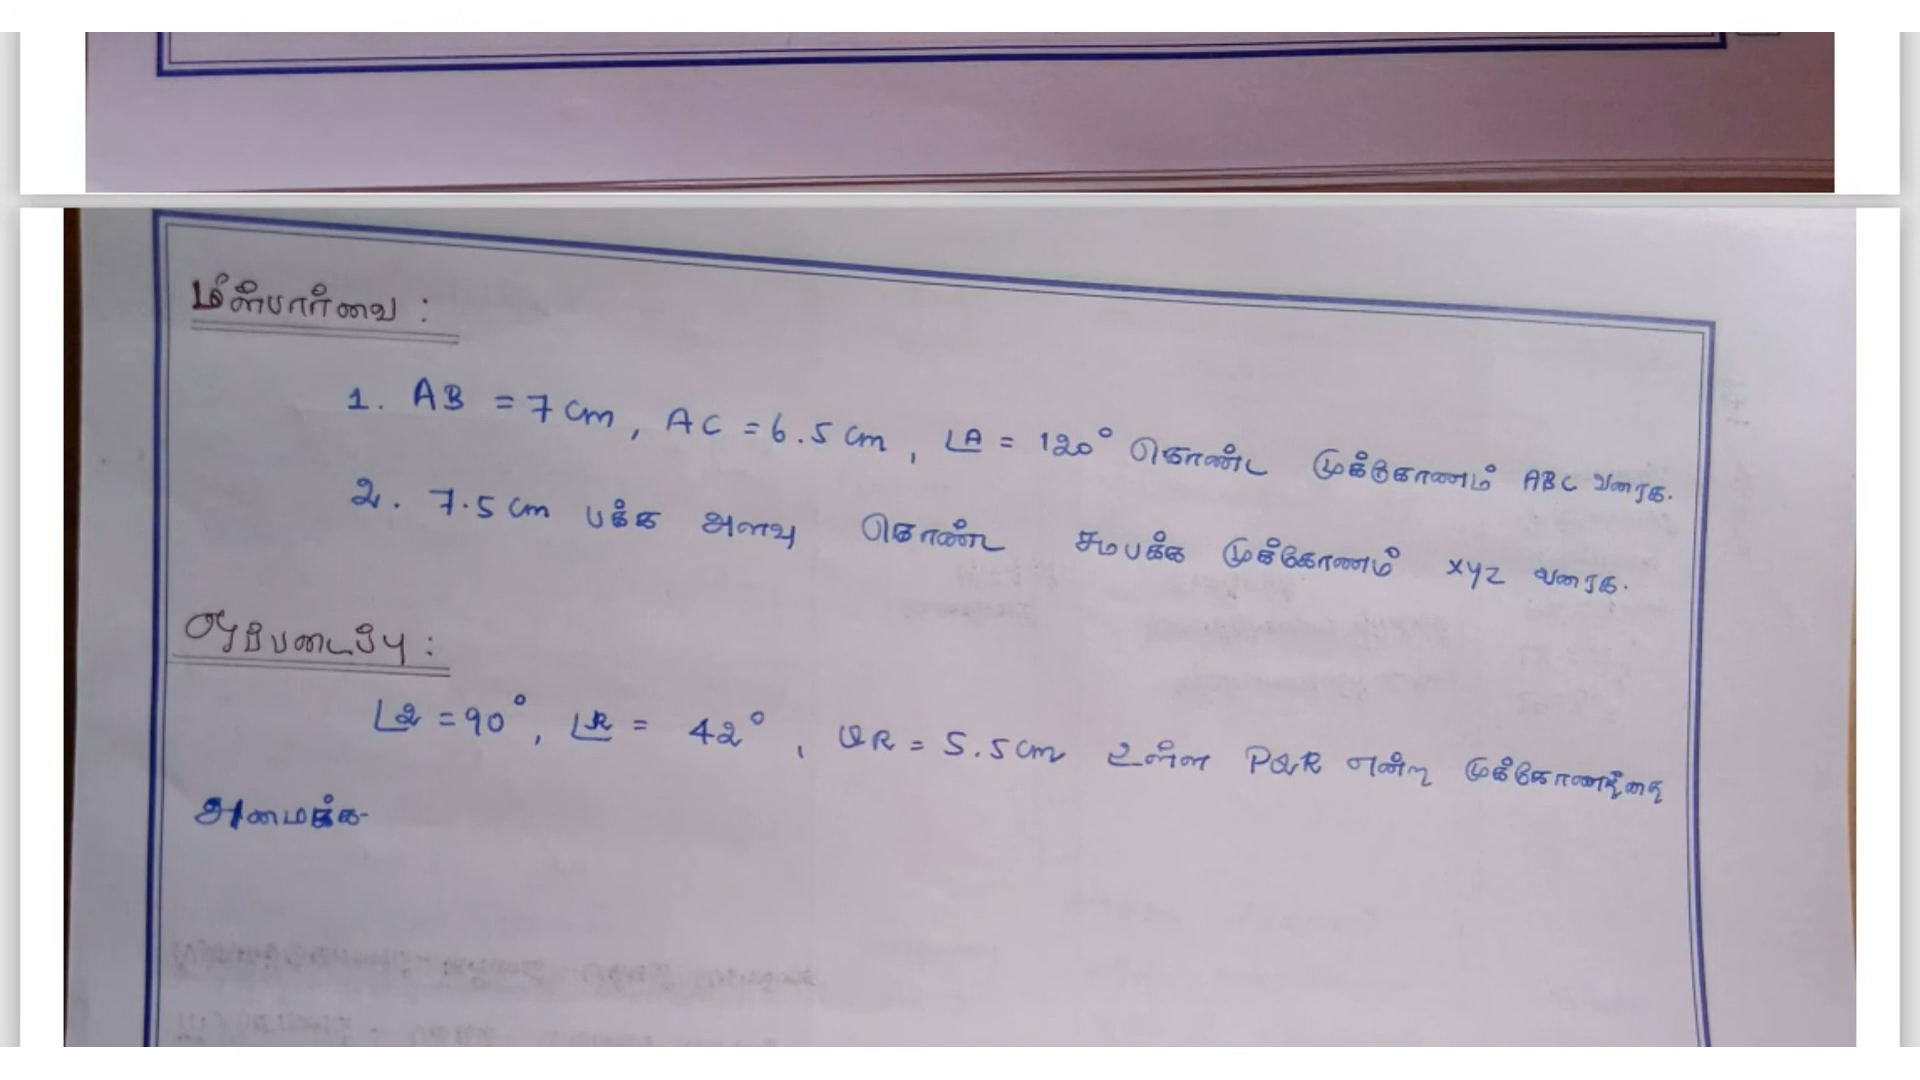 மீள்பார்வை :
1. AB = 7 cm, AC = 6.5 cm, ∠A = 120° கொண்ட முக்கோணம் ABC வரைக.
2. 7.5 cm பக்க அளவு கொண்ட சமபக்க முக்கோணம் XYZ வரைக.
ஒப்படைப்பு :
∠Q = 90°, ∠R = 42°, QR = 5.5 cm உள்ள PQR என்ற முக்கோணத்தை
அமைக்க